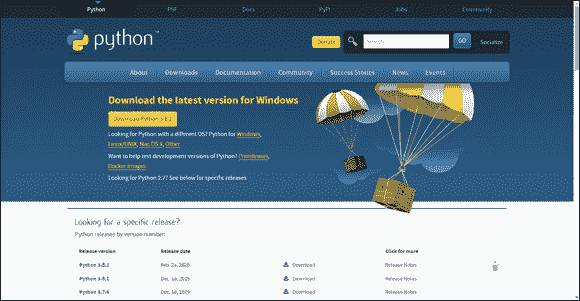 Python PSF Docs PyPI Jobs Community
python™
Donate Search GO Socialize
About Downloads Documentation Community Success Stories News Events
Download the latest version for Windows
Download Python 3.8.2
Looking for Python with a different OS? Python for Windows,
Linux/UNIX, Mac OS X, Other
Want to help test development versions of Python? Prereleases,
Docker images
Looking for Python 2.7? See below for specific releases
Looking for a specific release?
Python releases by version number:
Release version Release date Click for more
Python 3.8.2 Feb. 24, 2020 Download Release Notes
Python 3.8.1 Dec. 18, 2019 Download Release Notes
Python 3.7.6 Dec. 18, 2019 Download Release Notes